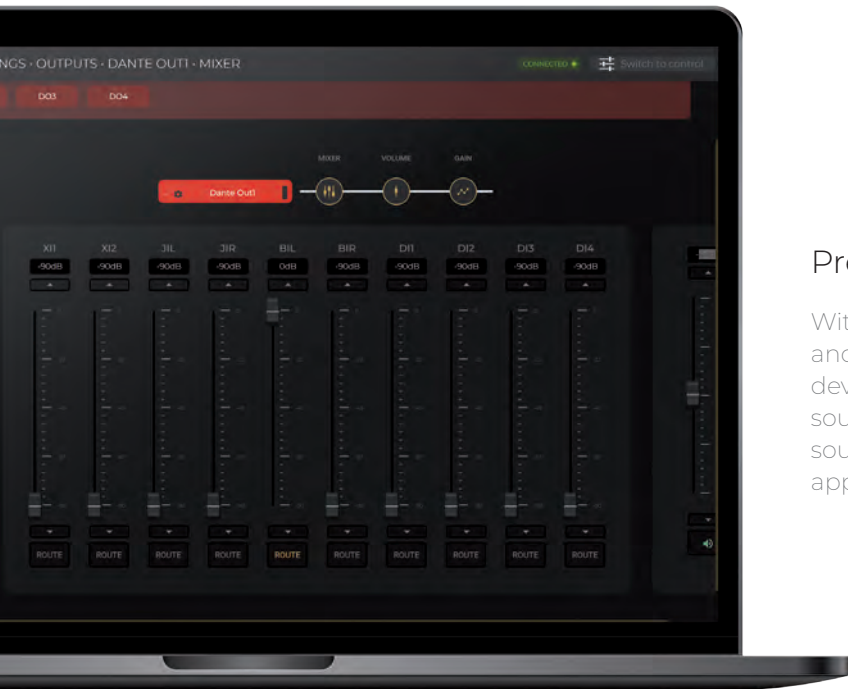 NGS • OUTPUTS • DANTE OUT1 • MIXER
CONNECTED
Switch to control
DO3 DO4
MIXER VOLUME GAIN
Dante Out1
XI1 XI2 JIL JIR BIL BIR DI1 DI2 DI3 DI4
-90dB -90dB -90dB -90dB 0dB -90dB -90dB -90dB -90dB -90dB
ROUTE ROUTE ROUTE ROUTE ROUTE ROUTE ROUTE ROUTE ROUTE ROUTE
Pr
Wit
and
dev
sou
sou
app